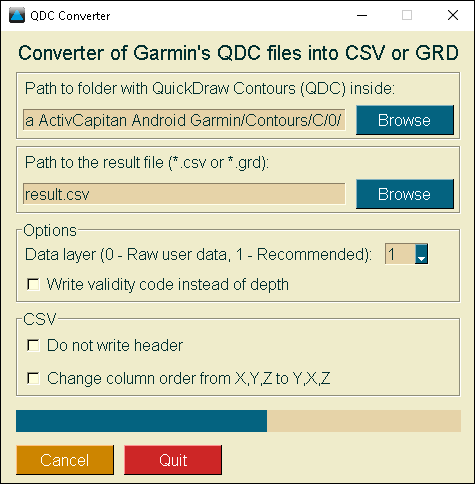 QDC Converter
Converter of Garmin's QDC files into CSV or GRD
Path to folder with QuickDraw Contours (QDC) inside:
a ActivCapitan Android Garmin/Contours/C/0/
Browse
Path to the result file (*.csv or *.grd):
result.csv
Browse
Options
Data layer (0 - Raw user data, 1 - Recommended):
1
Write validity code instead of depth
CSV
Do not write header
Change column order from X,Y,Z to Y,X,Z
Cancel
Quit